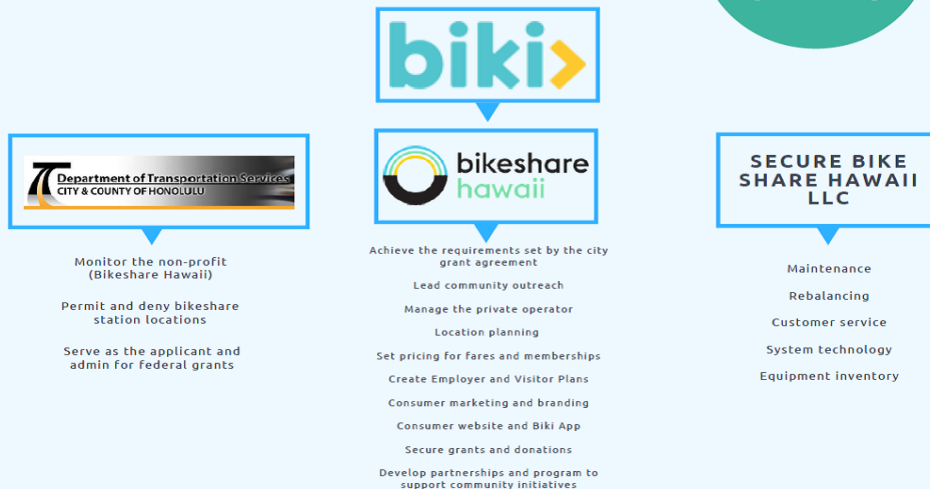 biki
Department of Transportation Services
CITY & COUNTY OF HONOLULU
Monitor the non-profit
(Bikeshare Hawaii)
Permit and deny bikeshare
station locations
Serve as the applicant and
admin for federal grants
bikeshare
hawaii
Achieve the requirements set by the city
grant agreement
Lead community outreach
Manage the private operator
Location planning
Set pricing for fares and memberships
Create Employer and Visitor Plans
Consumer marketing and branding
Consumer website and Biki App
Secure grants and donations
Develop partnerships and program to
support community initiatives
SECURE BIKE
SHARE HAWAII
LLC
Maintenance
Rebalancing
Customer service
System technology
Equipment inventory